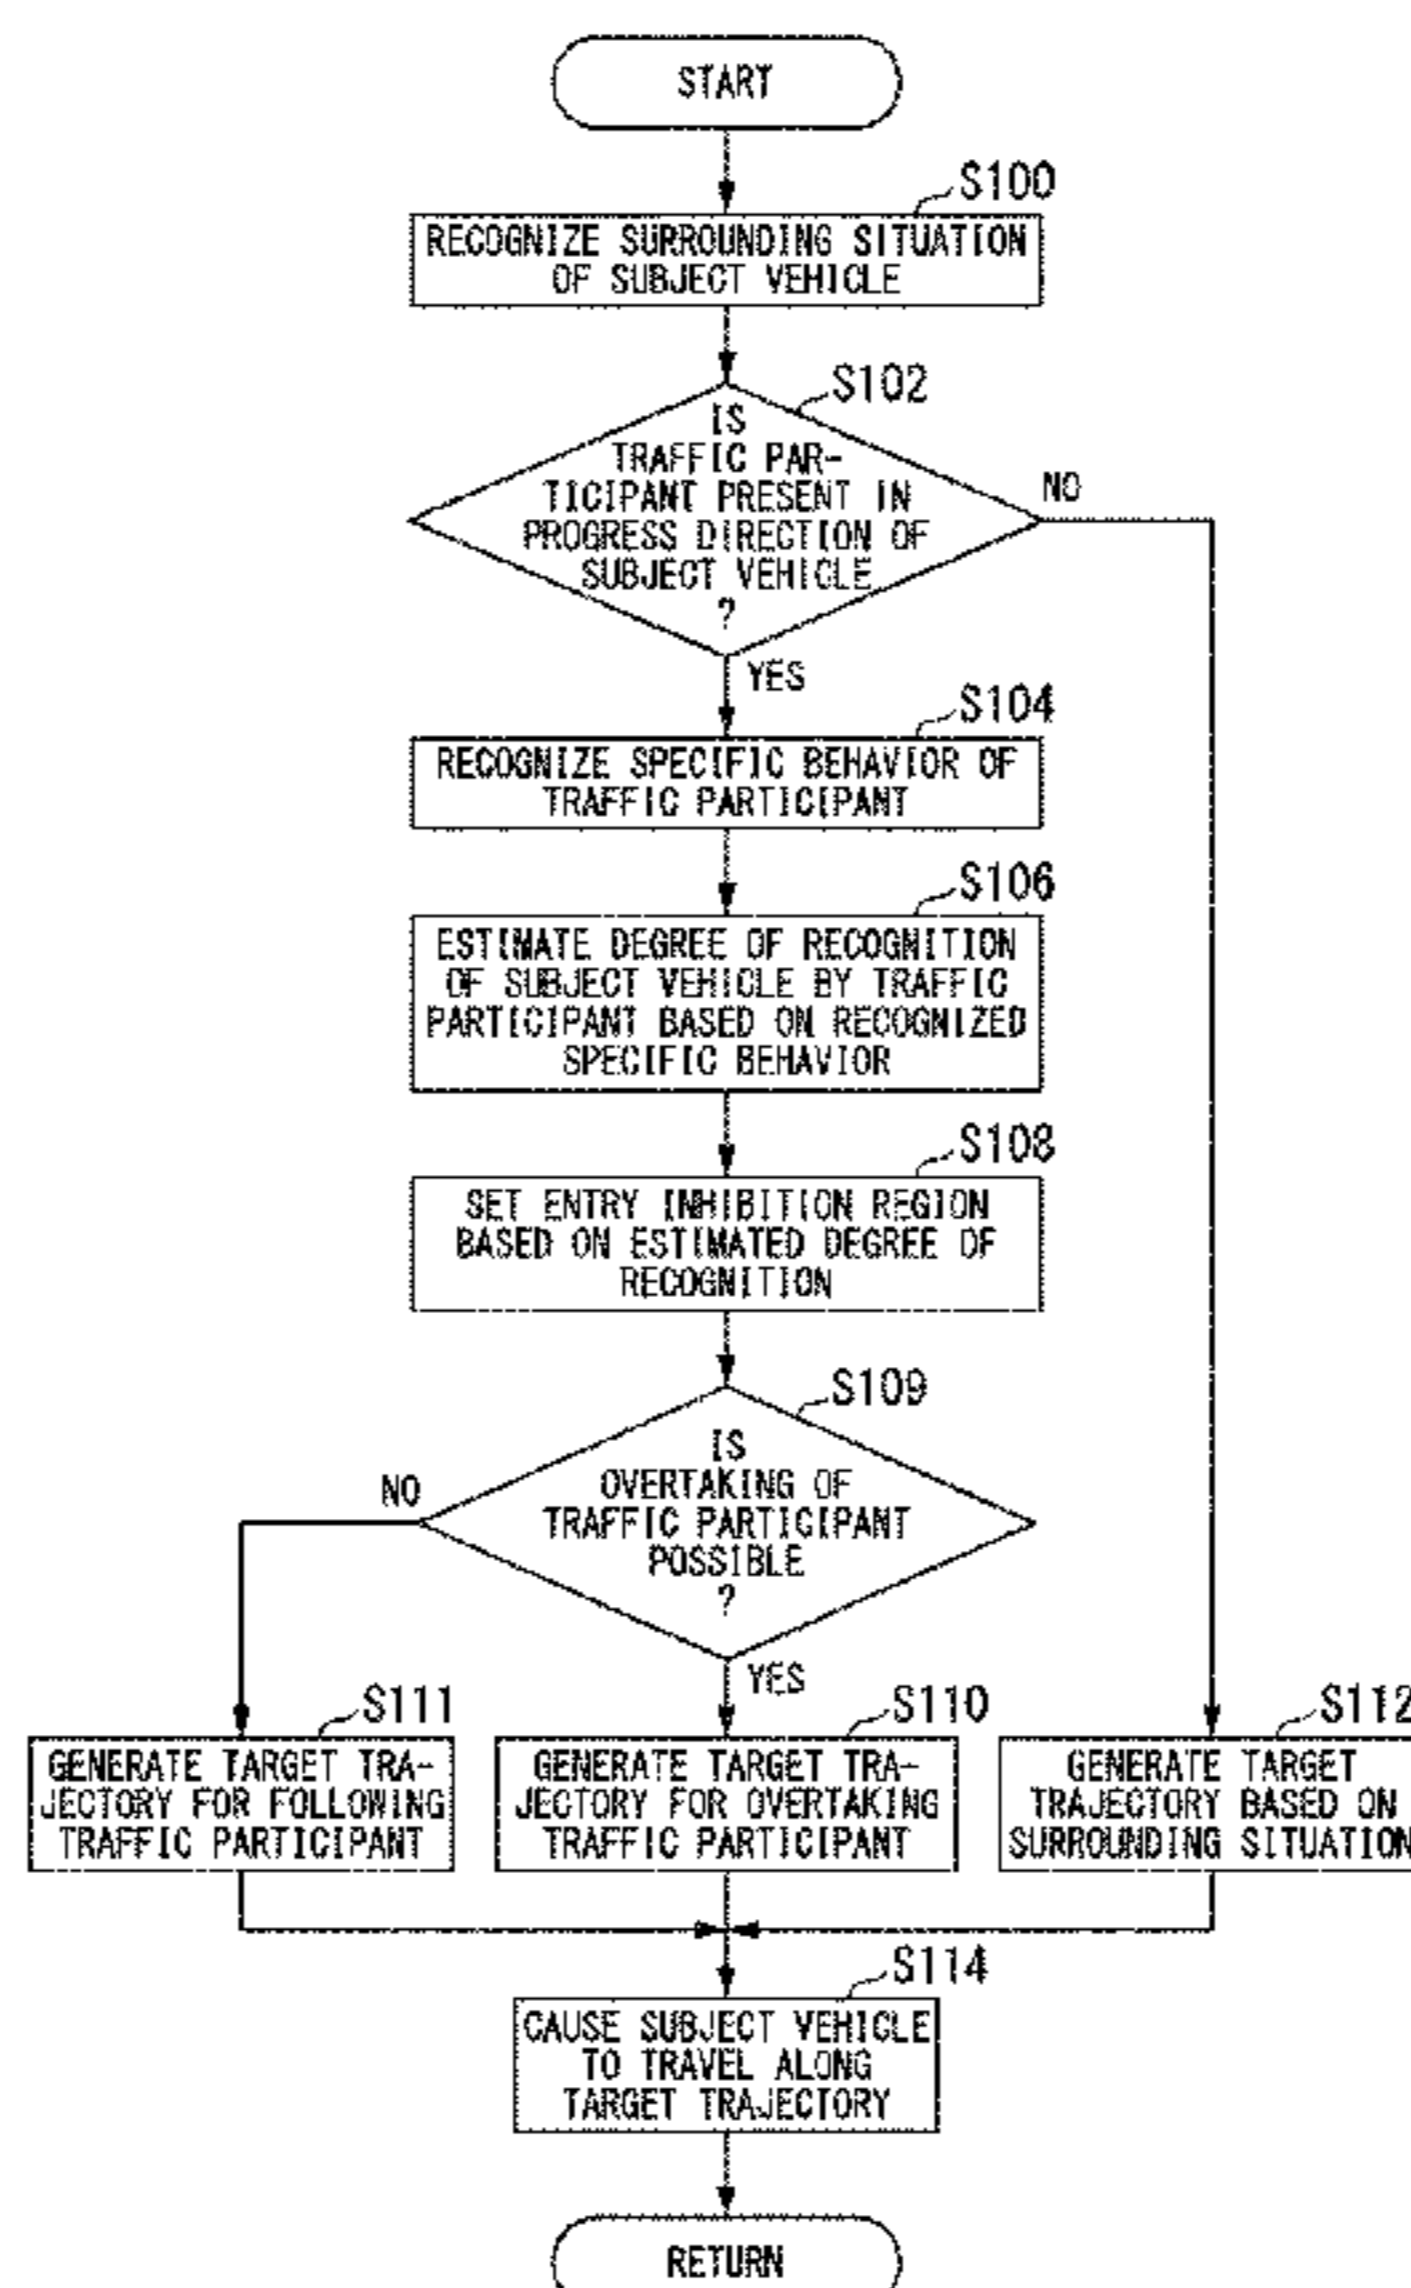 START
S100
RECOGNIZE SURROUNDING SITUATION
OF SUBJECT VEHICLE
S102
IS
TRAFFIC PAR-
TICIPANT PRESENT IN
PROGRESS DIRECTION OF
SUBJECT VEHICLE
?
NO
YES
S104
RECOGNIZE SPECIFIC BEHAVIOR OF
TRAFFIC PARTICIPANT
S106
ESTIMATE DEGREE OF RECOGNITION
OF SUBJECT VEHICLE BY TRAFFIC
PARTICIPANT BASED ON RECOGNIZED
SPECIFIC BEHAVIOR
S108
SET ENTRY INHIBITION REGION
BASED ON ESTIMATED DEGREE OF
RECOGNITION
S109
IS
OVERTAKING OF
TRAFFIC PARTICIPANT
POSSIBLE
?
NO
YES
S111
GENERATE TARGET TRA-
JECTORY FOR FOLLOWING
TRAFFIC PARTICIPANT
S110
GENERATE TARGET TRA-
JECTORY FOR OVERTAKING
TRAFFIC PARTICIPANT
S112
GENERATE TARGET
TRAJECTORY BASED ON
SURROUNDING SITUATION
S114
CAUSE SUBJECT VEHICLE
TO TRAVEL ALONG
TARGET TRAJECTORY
RETURN